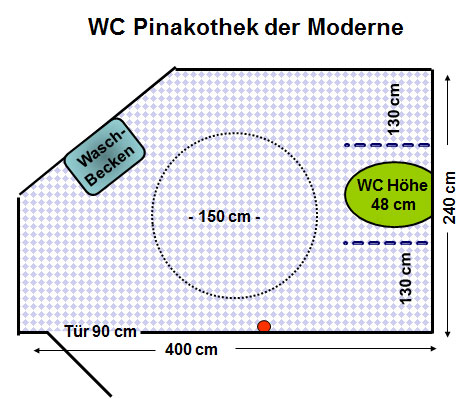 WC Pinakothek der Moderne
130 cm
Wasch-
Becken
WC Höhe
48 cm
240 cm
- 150 cm -
130 cm
Tür 90 cm
400 cm